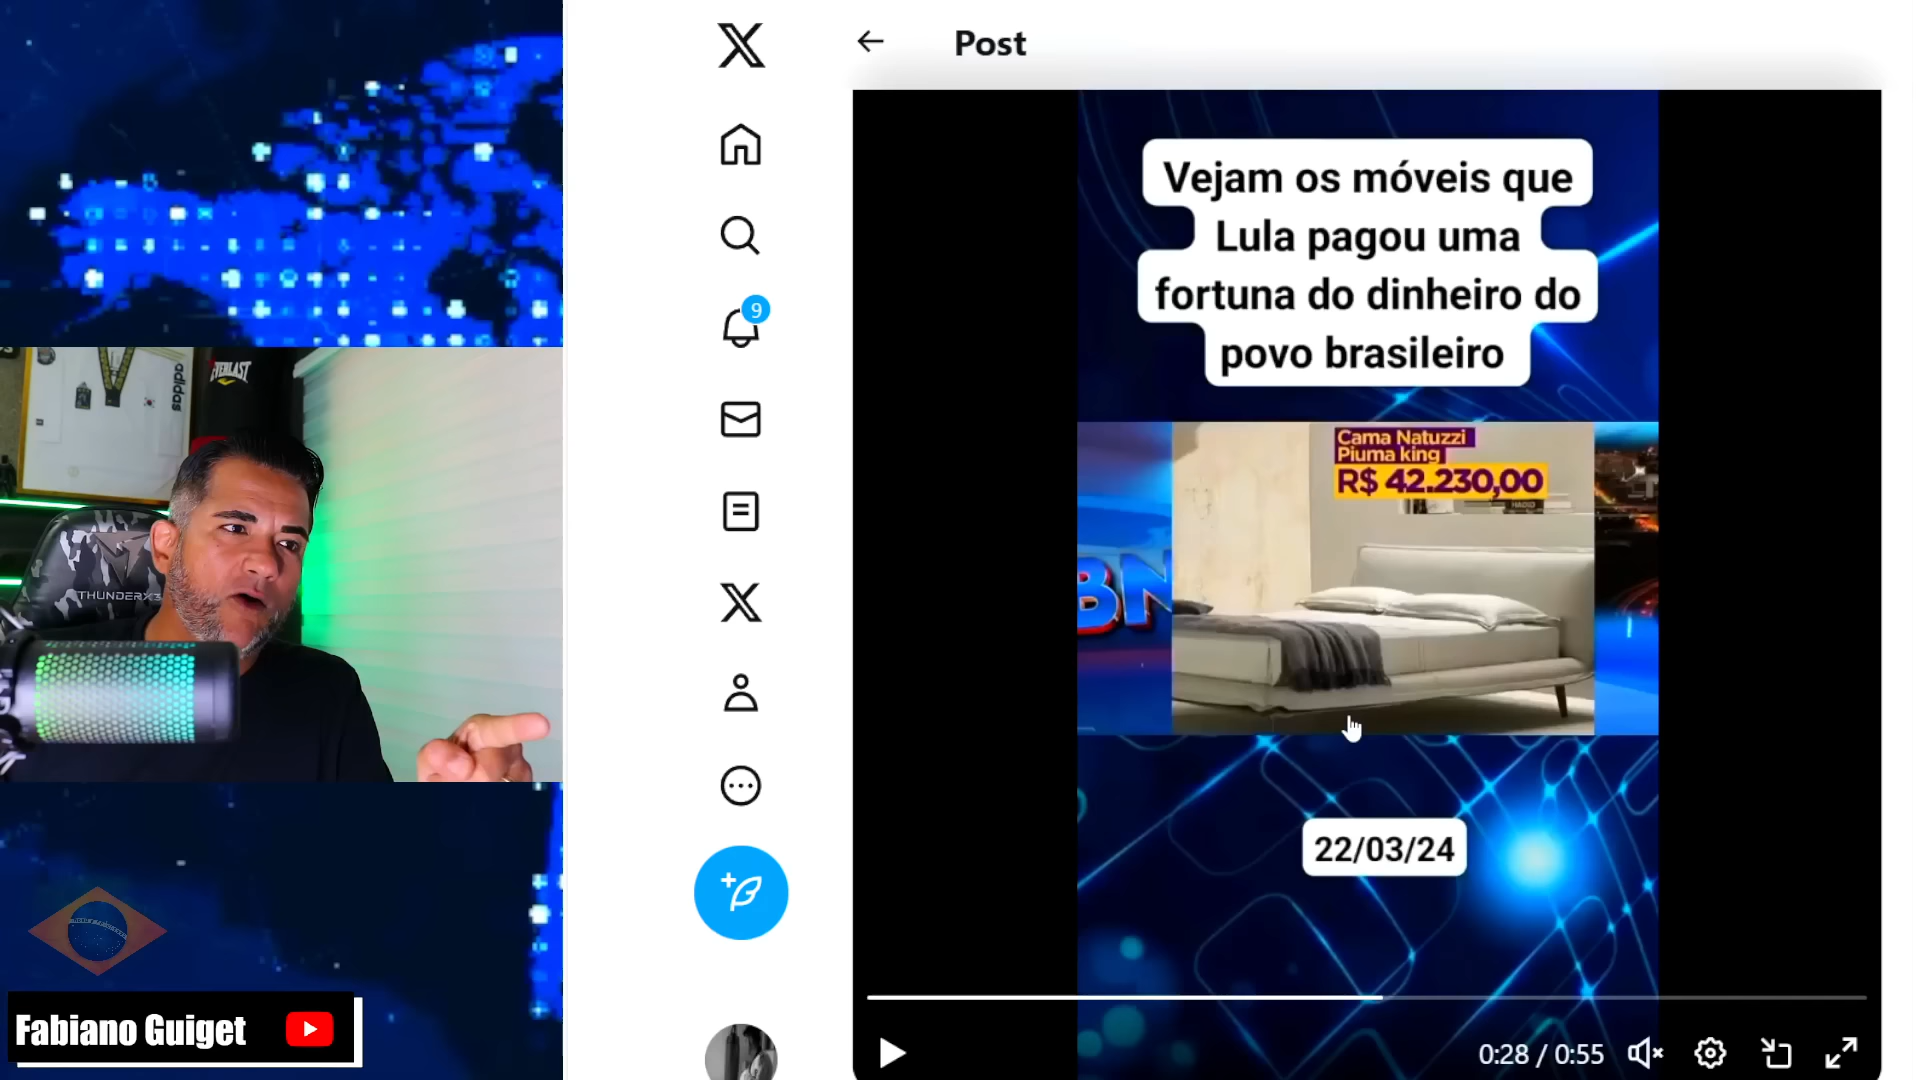 Post
9
Vejam os móveis que
Lula pagou uma
fortuna do dinheiro do
povo brasileiro
Cama Natuzzi
Piuma king
R$ 42.230,00
BN
22/03/24
0:28 / 0:55
adidas
EVERLAST
THUNDERX3
Fabiano Guiget